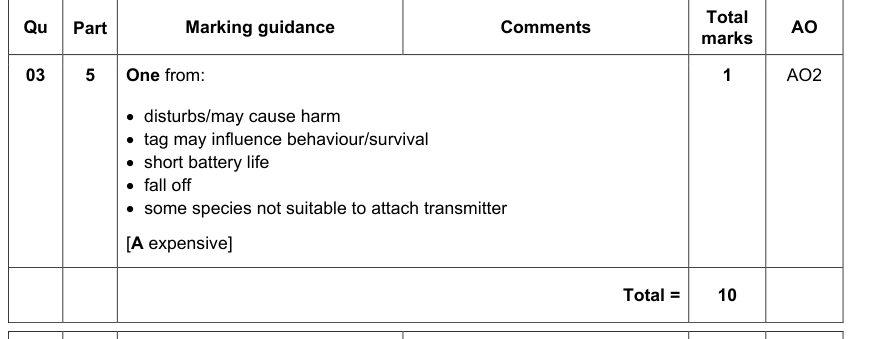 Qu Part Marking guidance Comments Total marks AO
03 5 One from: 1 AO2
• disturbs/may cause harm
• tag may influence behaviour/survival
• short battery life
• fall off
• some species not suitable to attach transmitter
[A expensive]
Total = 10